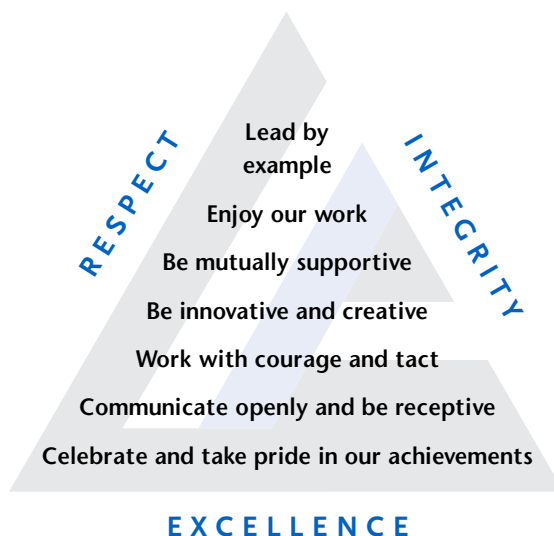 RESPECT
INTEGRITY
Lead by
example
Enjoy our work
Be mutually supportive
Be innovative and creative
Work with courage and tact
Communicate openly and be receptive
Celebrate and take pride in our achievements
EXCELLENCE